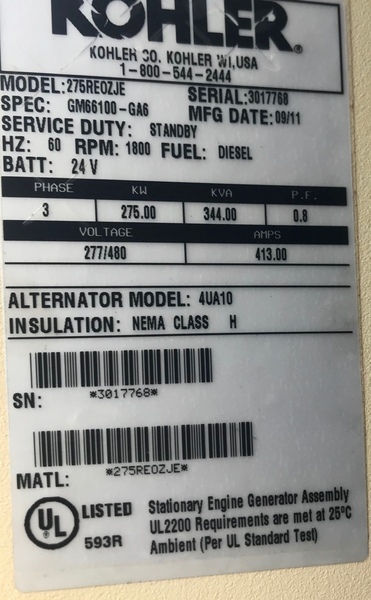 KOHLER®
KOHLER CO. KOHLER WI,USA
1-800-544-2444
MODEL:275REOZJE SERIAL:3017768
SPEC: GM66100-GA6 MFG DATE:09/11
SERVICE DUTY: STANDBY
HZ: 60 RPM: 1800 FUEL: DIESEL
BATT: 24 V
PHASE KW KVA P.F.
3 275.00 344.00 0.8
VOLTAGE AMPS
277/480 413.00
ALTERNATOR MODEL: 4UA10
INSULATION: NEMA CLASS H
SN: *3017768*
MATL: *275REOZJE*
UL LISTED
593R
Stationary Engine Generator Assembly
UL2200 Requirements are met at 25°C
Ambient (Per UL Standard Test)